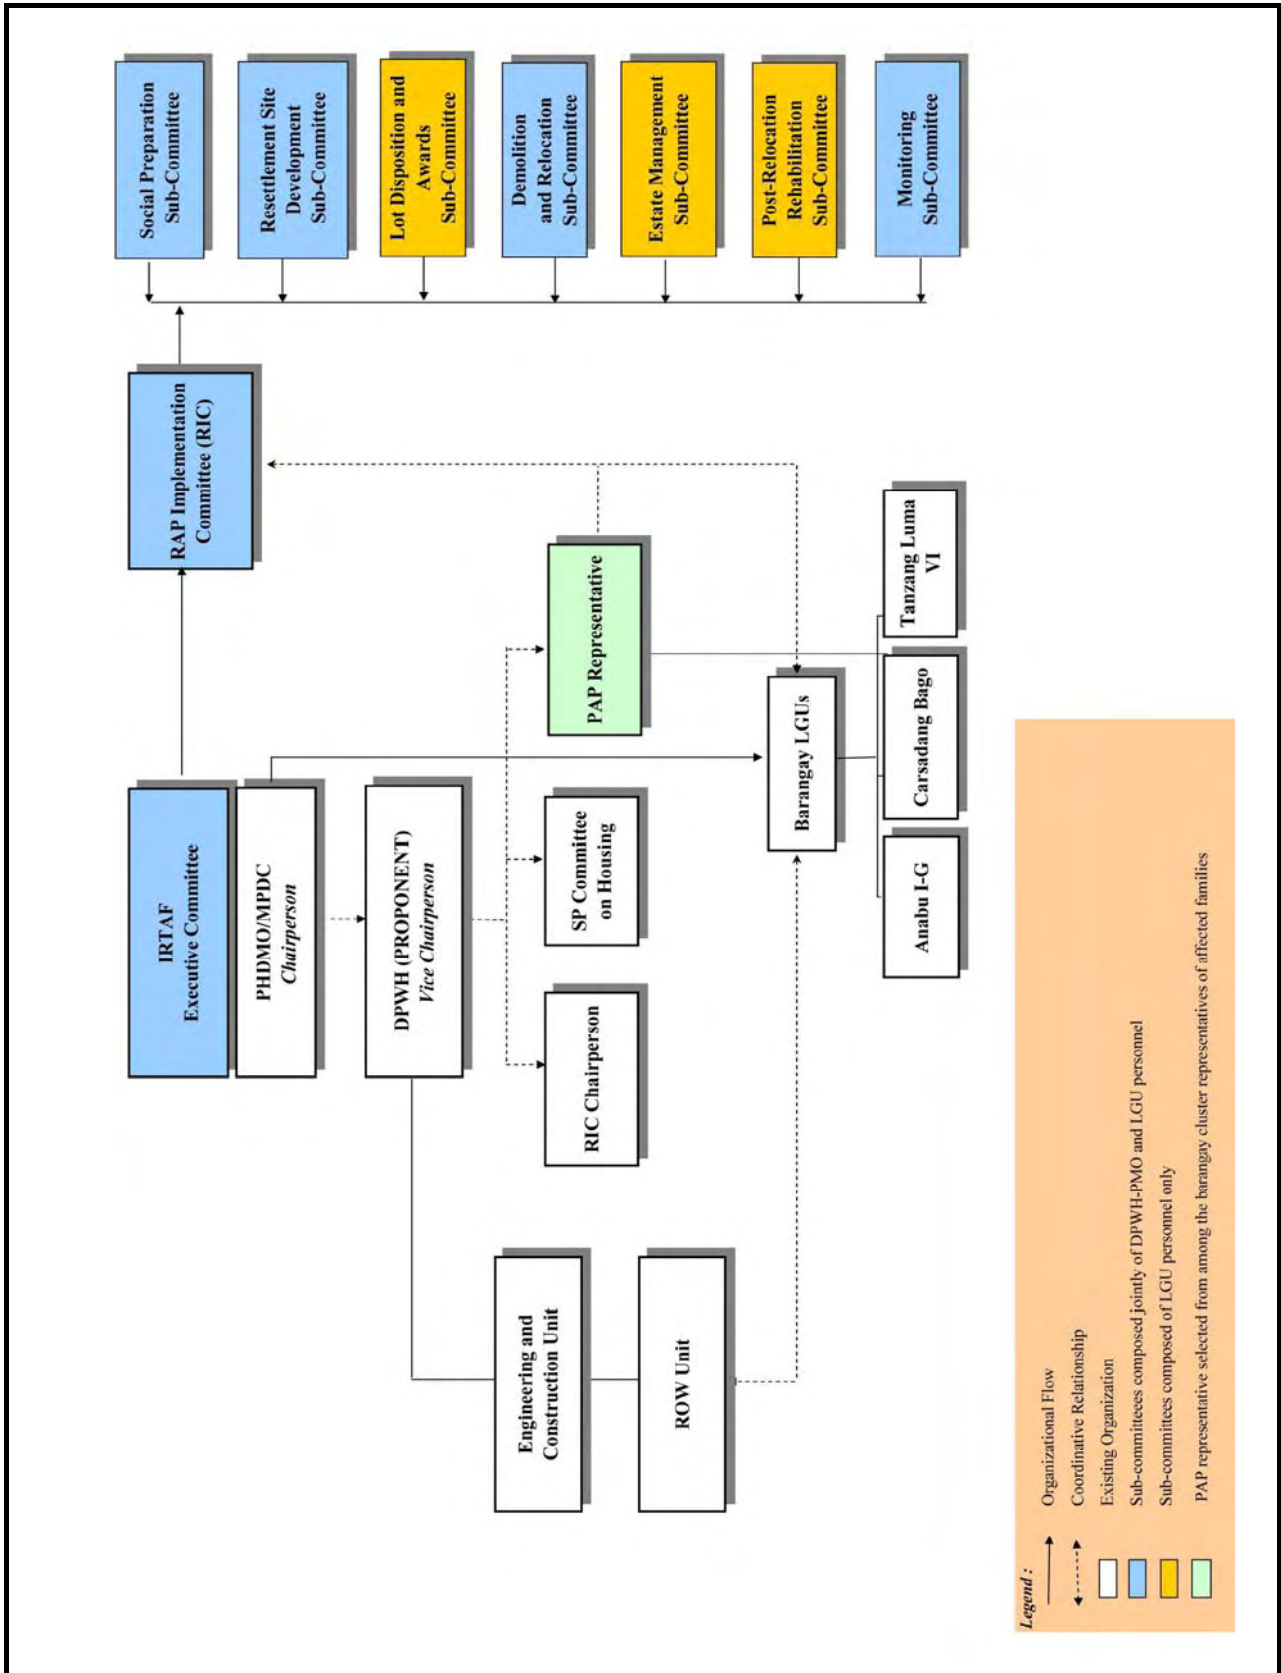 IRTAF
Executive Committee
PHDMO/MPDC
Chairperson
DPWH (PROPONENT)
Vice Chairperson
RAP Implementation
Committee (RIC)
Social Preparation
Sub-Committee
Resettlement Site
Development
Sub-Committee
Lot Disposition and
Awards
Sub-Committee
Demolition
and Relocation
Sub-Committee
Estate Management
Sub-Committee
Post-Relocation
Rehabilitation
Sub-Committee
Monitoring
Sub-Committee
Engineering and
Construction Unit
ROW Unit
RIC Chairperson
SP Committee
on Housing
PAP Representative
Barangay LGUs
Anabu I-G
Carsadang Bago
Tanzang Luma
VI
Legend :
Organizational Flow
Coordinative Relationship
Existing Organization
Sub-committeees composed jointly of DPWH-PMO and LGU personnel
Sub-committees composed of LGU personnel only
PAP representative selected from among the barangay cluster representatives of affected families